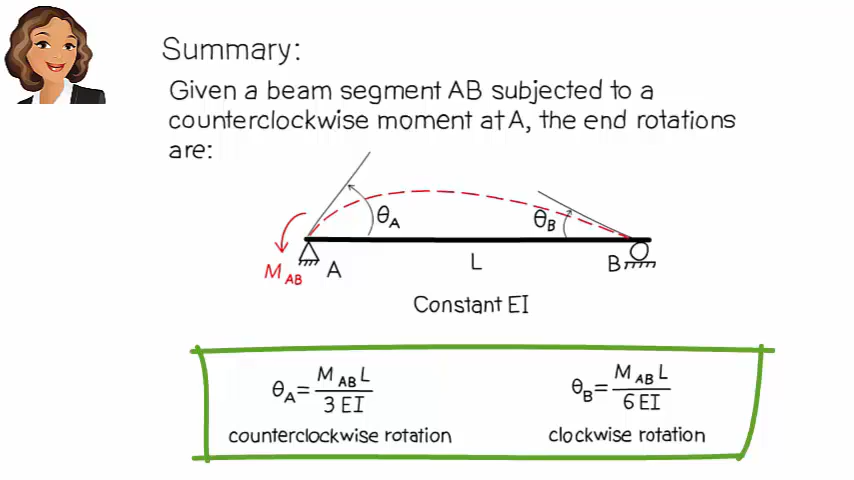 Summary:
Given a beam segment AB subjected to a
counterclockwise moment at A, the end rotations
are:
θA
θB
MAB
A
L
B
Constant EI
θA = MAB L / 3 EI
θB = MAB L / 6 EI
counterclockwise rotation
clockwise rotation